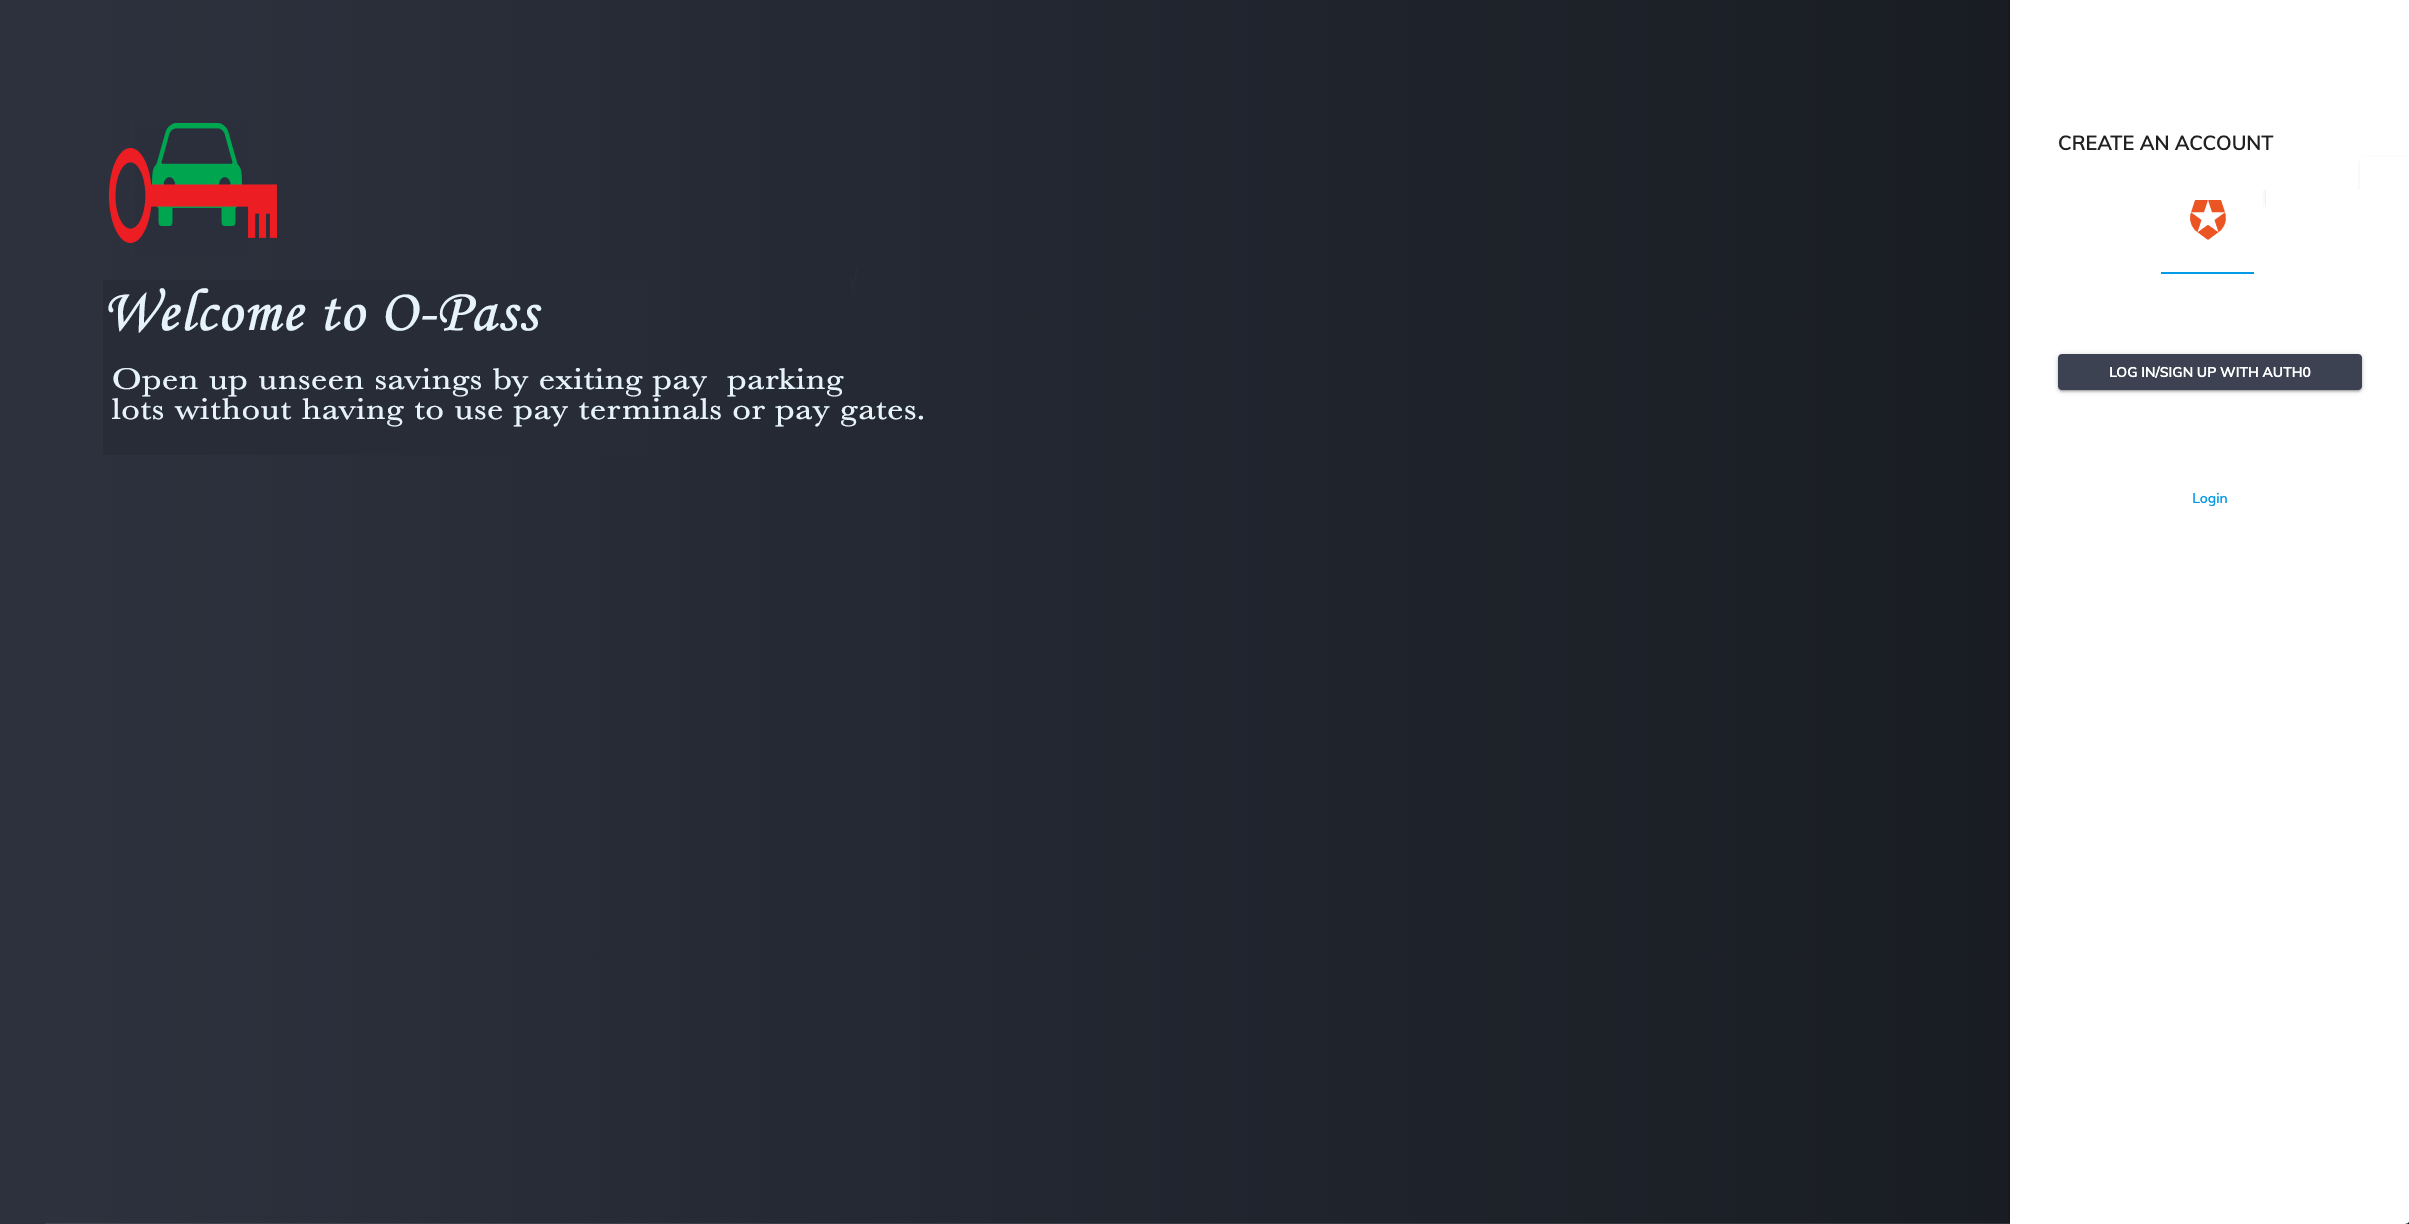 Welcome to O-Pass
Open up unseen savings by exiting pay parking
lots without having to use pay terminals or pay gates.
CREATE AN ACCOUNT
LOG IN/SIGN UP WITH AUTH0
Login